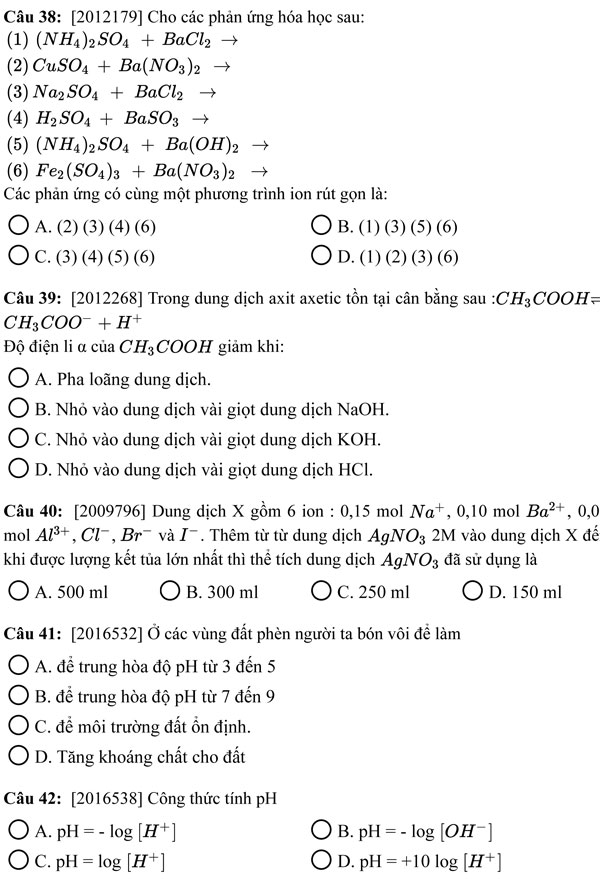 Câu 38: [2012179] Cho các phản ứng hóa học sau:
(1) (NH₄)₂SO₄ + BaCl₂ →
(2) CuSO₄ + Ba(NO₃)₂ →
(3) Na₂SO₄ + BaCl₂ →
(4) H₂SO₄ + BaSO₃ →
(5) (NH₄)₂SO₄ + Ba(OH)₂ →
(6) Fe₂(SO₄)₃ + Ba(NO₃)₂ →
Các phản ứng có cùng một phương trình ion rút gọn là:
A. (2) (3) (4) (6) B. (1) (3) (5) (6)
C. (3) (4) (5) (6) D. (1) (2) (3) (6)
Câu 39: [2012268] Trong dung dịch axit axetic tồn tại cân bằng sau :CH₃COOH⇌
CH₃COO⁻ + H⁺
Độ điện li α của CH₃COOH giảm khi:
A. Pha loãng dung dịch.
B. Nhỏ vào dung dịch vài giọt dung dịch NaOH.
C. Nhỏ vào dung dịch vài giọt dung dịch KOH.
D. Nhỏ vào dung dịch vài giọt dung dịch HCl.
Câu 40: [2009796] Dung dịch X gồm 6 ion : 0,15 mol Na⁺, 0,10 mol Ba²⁺, 0,0
mol Al³⁺, Cl⁻, Br⁻ và I⁻. Thêm từ từ dung dịch AgNO₃ 2M vào dung dịch X đế
khi được lượng kết tủa lớn nhất thì thể tích dung dịch AgNO₃ đã sử dụng là
A. 500 ml B. 300 ml C. 250 ml D. 150 ml
Câu 41: [2016532] Ở các vùng đất phèn người ta bón vôi để làm
A. để trung hòa độ pH từ 3 đến 5
B. để trung hòa độ pH từ 7 đến 9
C. để môi trường đất ổn định.
D. Tăng khoáng chất cho đất
Câu 42: [2016538] Công thức tính pH
A. pH = - log [H⁺] B. pH = - log [OH⁻]
C. pH = log [H⁺] D. pH = +10 log [H⁺]